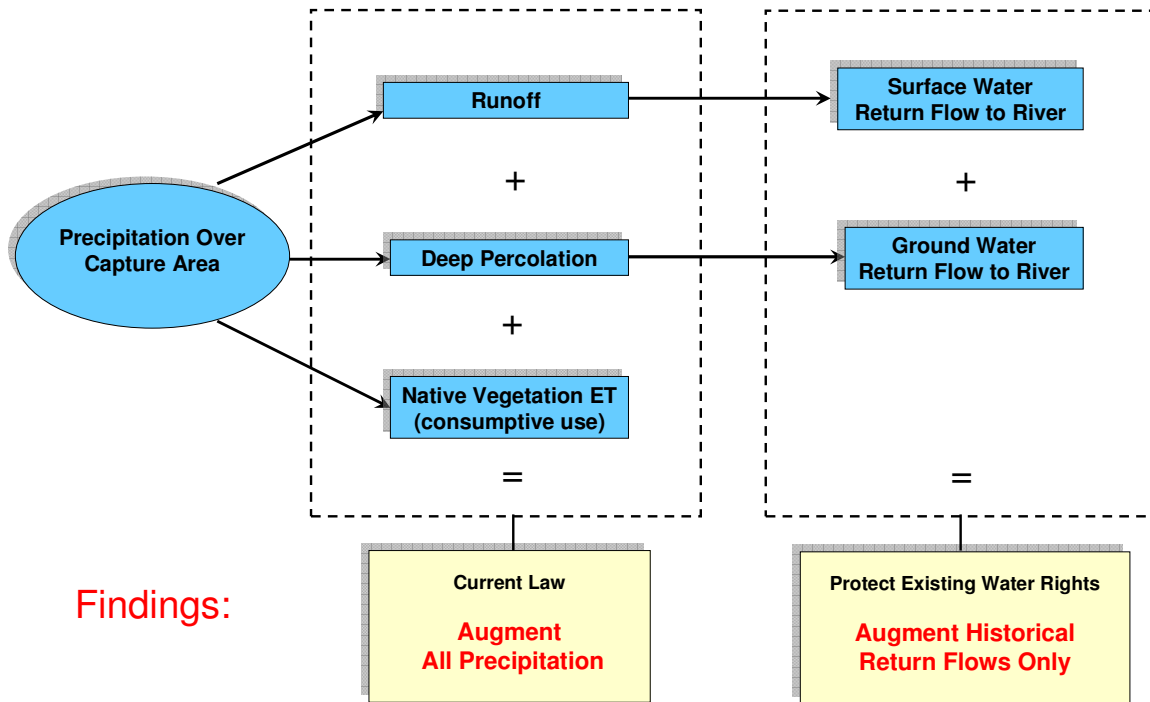 Runoff
Surface Water
Return Flow to River
+
+
Precipitation Over
Capture Area
Deep Percolation
Ground Water
Return Flow to River
+
Native Vegetation ET
(consumptive use)
=
=
Findings:
Current Law
Augment
All Precipitation
Protect Existing Water Rights
Augment Historical
Return Flows Only